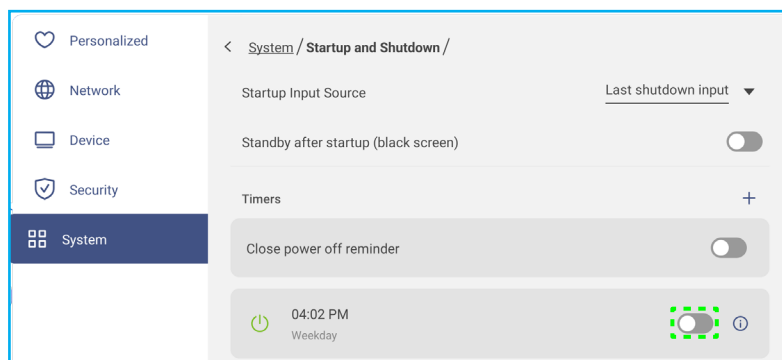 Personalized
Network
Device
Security
System
System / Startup and Shutdown /
Startup Input Source Last shutdown input
Standby after startup (black screen)
Timers
Close power off reminder
04:02 PM
Weekday